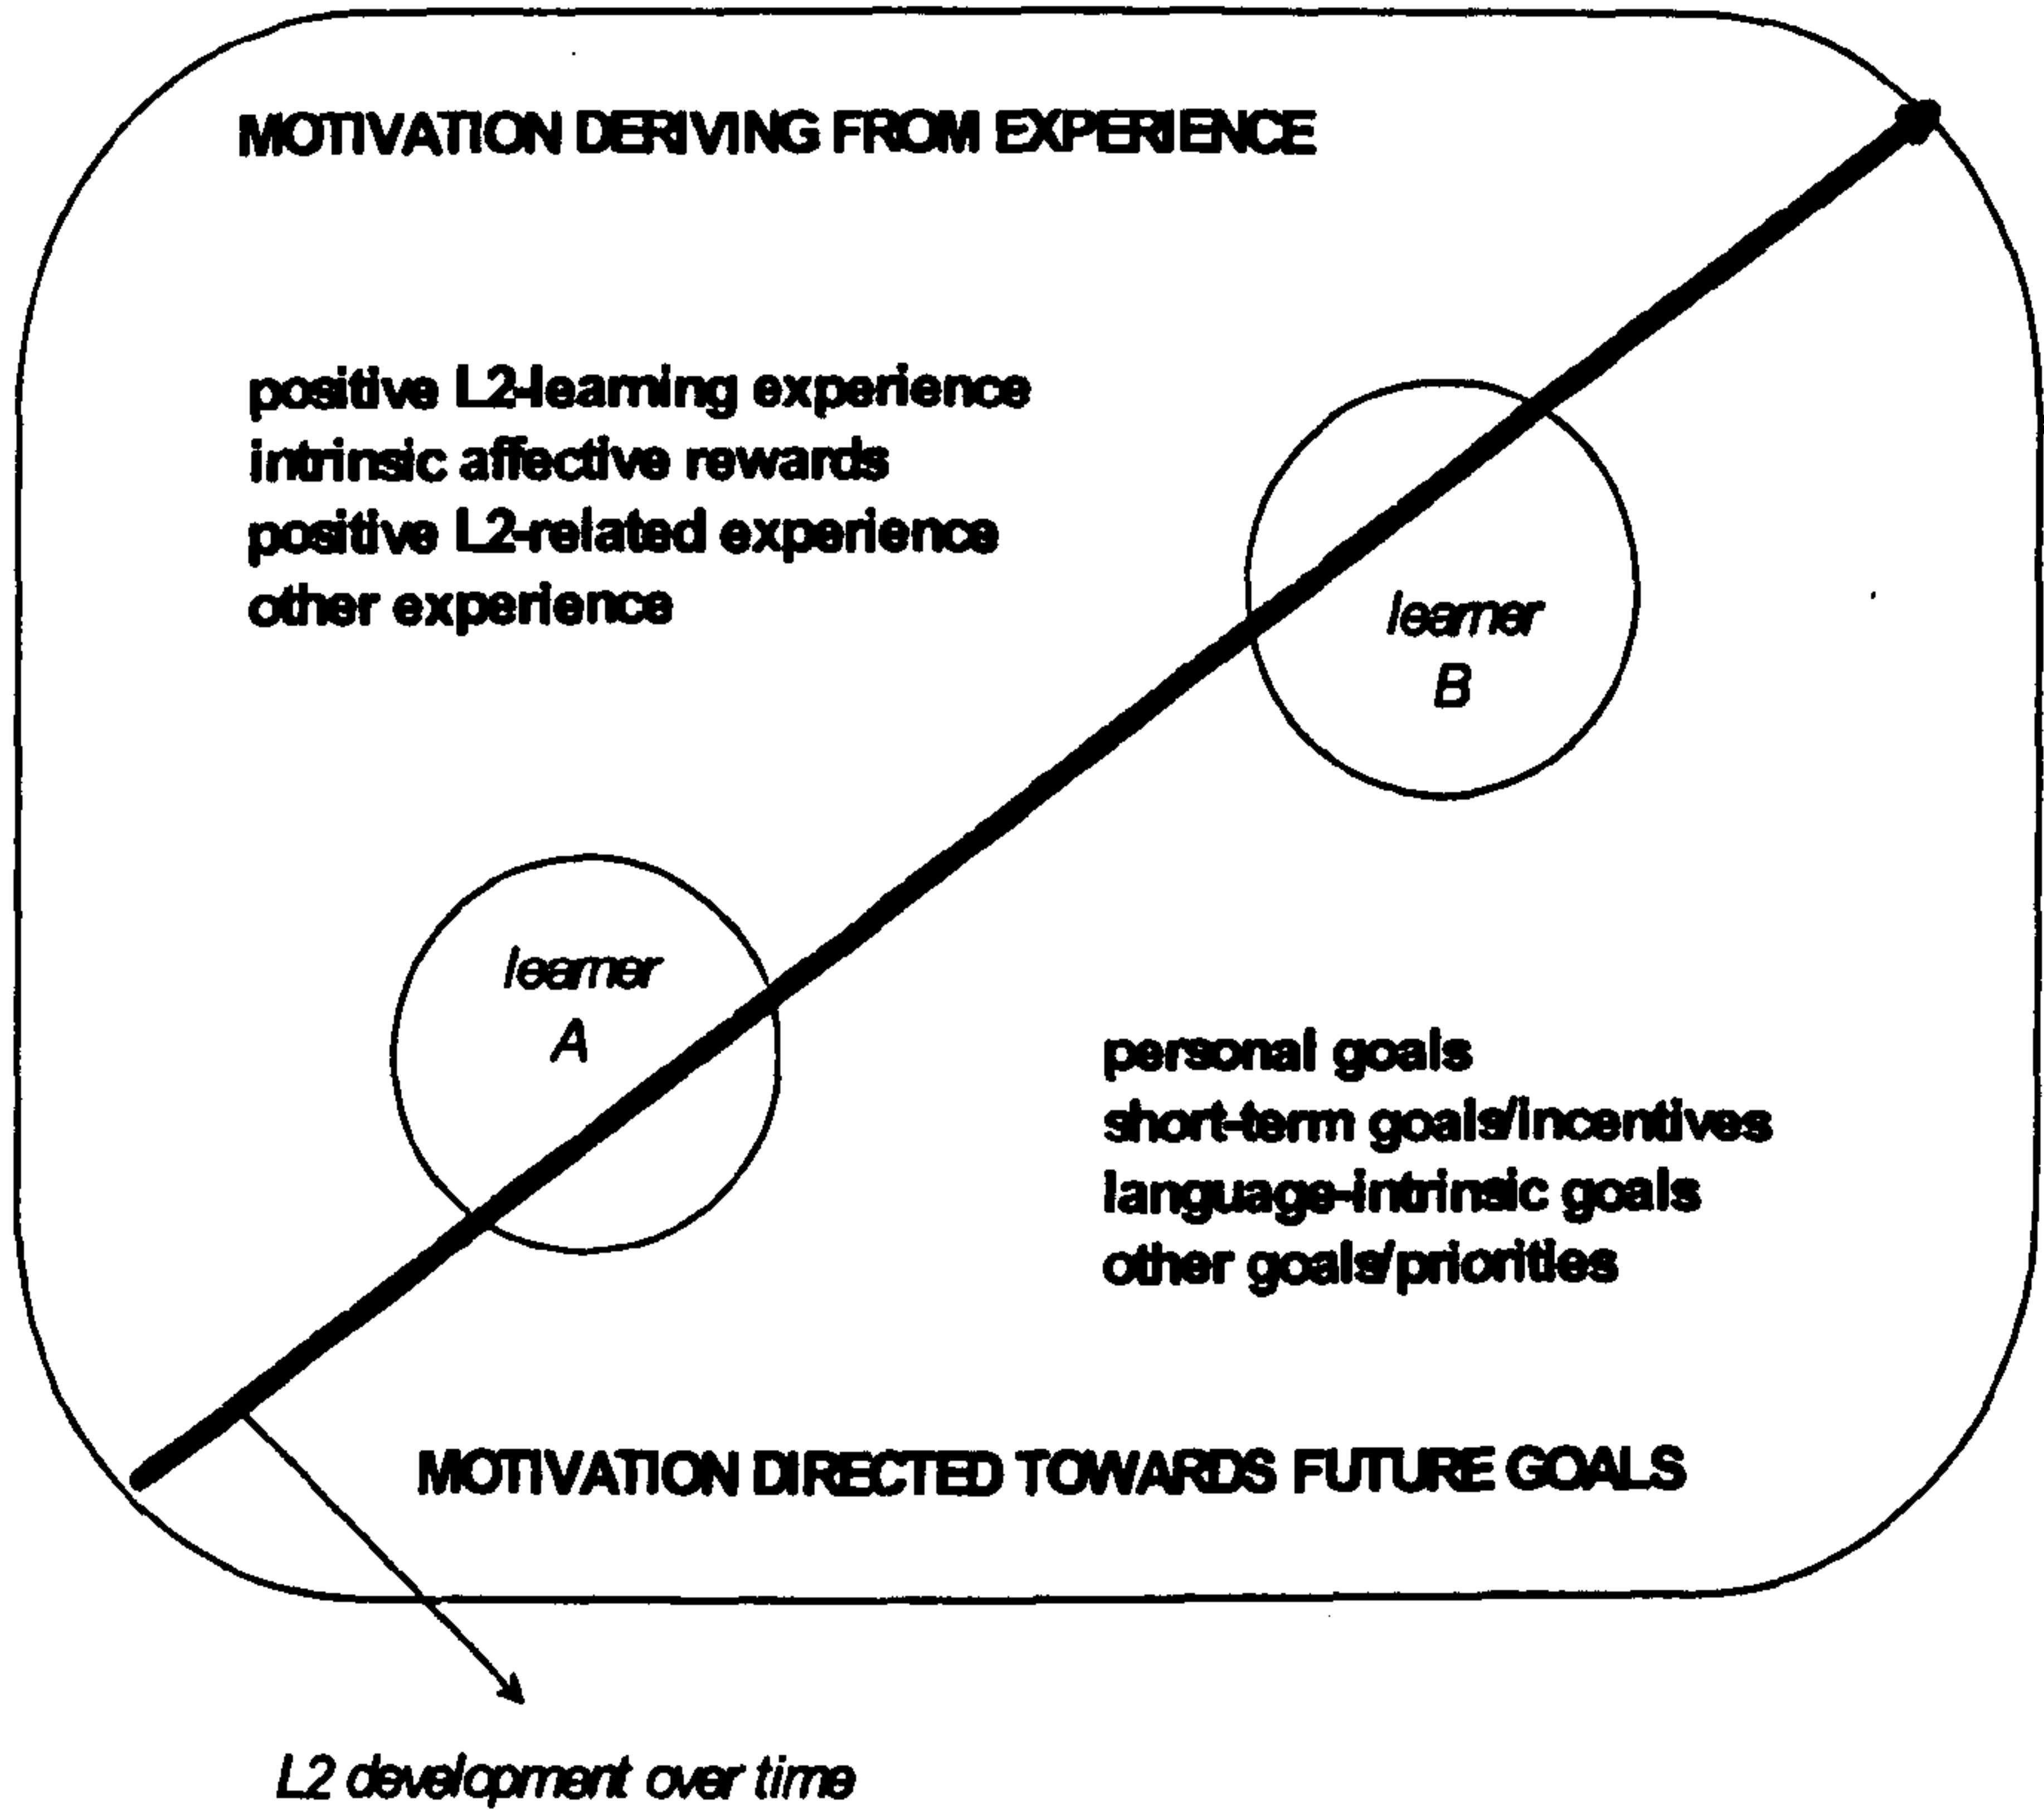 MOTIVATION DERIVING FROM EXPERIENCE
positive L2-learning experience
intrinsic affective rewards
positive L2-related experience
other experience
learner
B
learner
A
personal goals
short-term goals/incentives
language-intrinsic goals
other goals/priorities
MOTIVATION DIRECTED TOWARDS FUTURE GOALS
L2 development over time